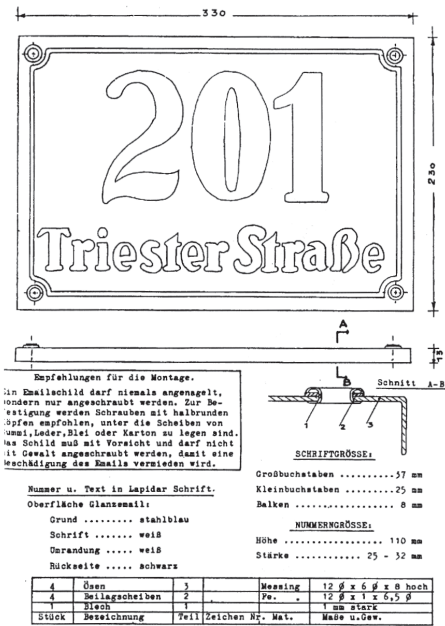 330
201
Triester Straße
230
A
13
B
Schnitt A-B
Empfehlungen für die Montage.
Ein Emailschild darf niemals angenagelt,
sondern nur angeschraubt werden. Zur Be-
festigung werden Schrauben mit halbrunden
Köpfen empfohlen, unter die Scheiben von
Gummi,Leder,Blei oder Karton zu legen sind.
Das Schild muß mit Vorsicht und darf nicht
mit Gewalt angeschraubt werden, damit eine
Beschädigung des Emails vermieden wird.
1 2 3
SCHRIFTGRÖSSE:
Großbuchstaben ..........57 mm
Kleinbuchstaben .........25 mm
Balken .................. 8 mm
NUMMERNGRÖSSE:
Höhe ................... 110 mm
Stärke ............ 25 - 32 mm
Nummer u. Text in Lapidar Schrift.
Oberfläche Glanzemail:
Grund ......... stahlblau
Schrift ....... weiß
Umrandung ..... weiß
Rückseite ..... schwarz
4 Ösen 3 Messing 12 ø x 6 ø x 8 hoch
4 Beilagscheiben 2 Fe. . 12 ø x 1 x 6,5 ø
1 Blech 1 1 mm stark
Stück Bezeichnung Teil Zeichen Nr. Mat. Maße u.Gew.